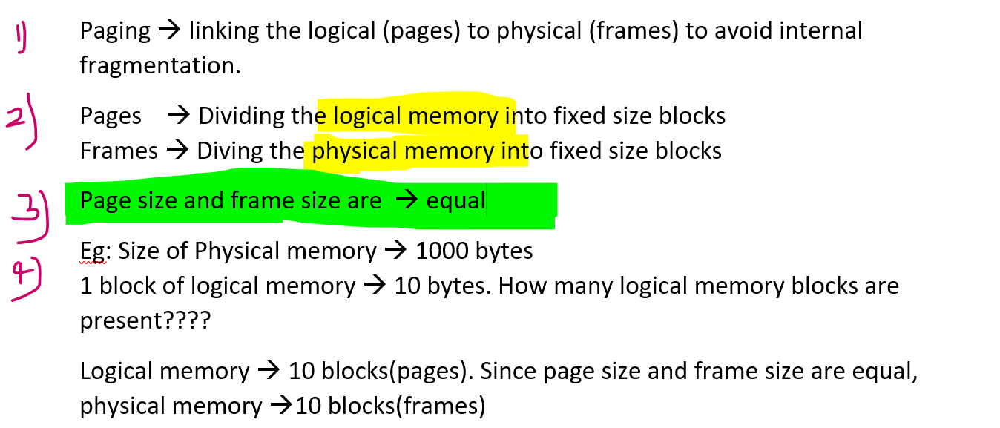 1) Paging → linking the logical (pages) to physical (frames) to avoid internal
fragmentation.
2) Pages → Dividing the logical memory into fixed size blocks
Frames → Diving the physical memory into fixed size blocks
3) Page size and frame size are → equal
Eg: Size of Physical memory → 1000 bytes
4) 1 block of logical memory → 10 bytes. How many logical memory blocks are
present????
Logical memory → 10 blocks(pages). Since page size and frame size are equal,
physical memory →10 blocks(frames)